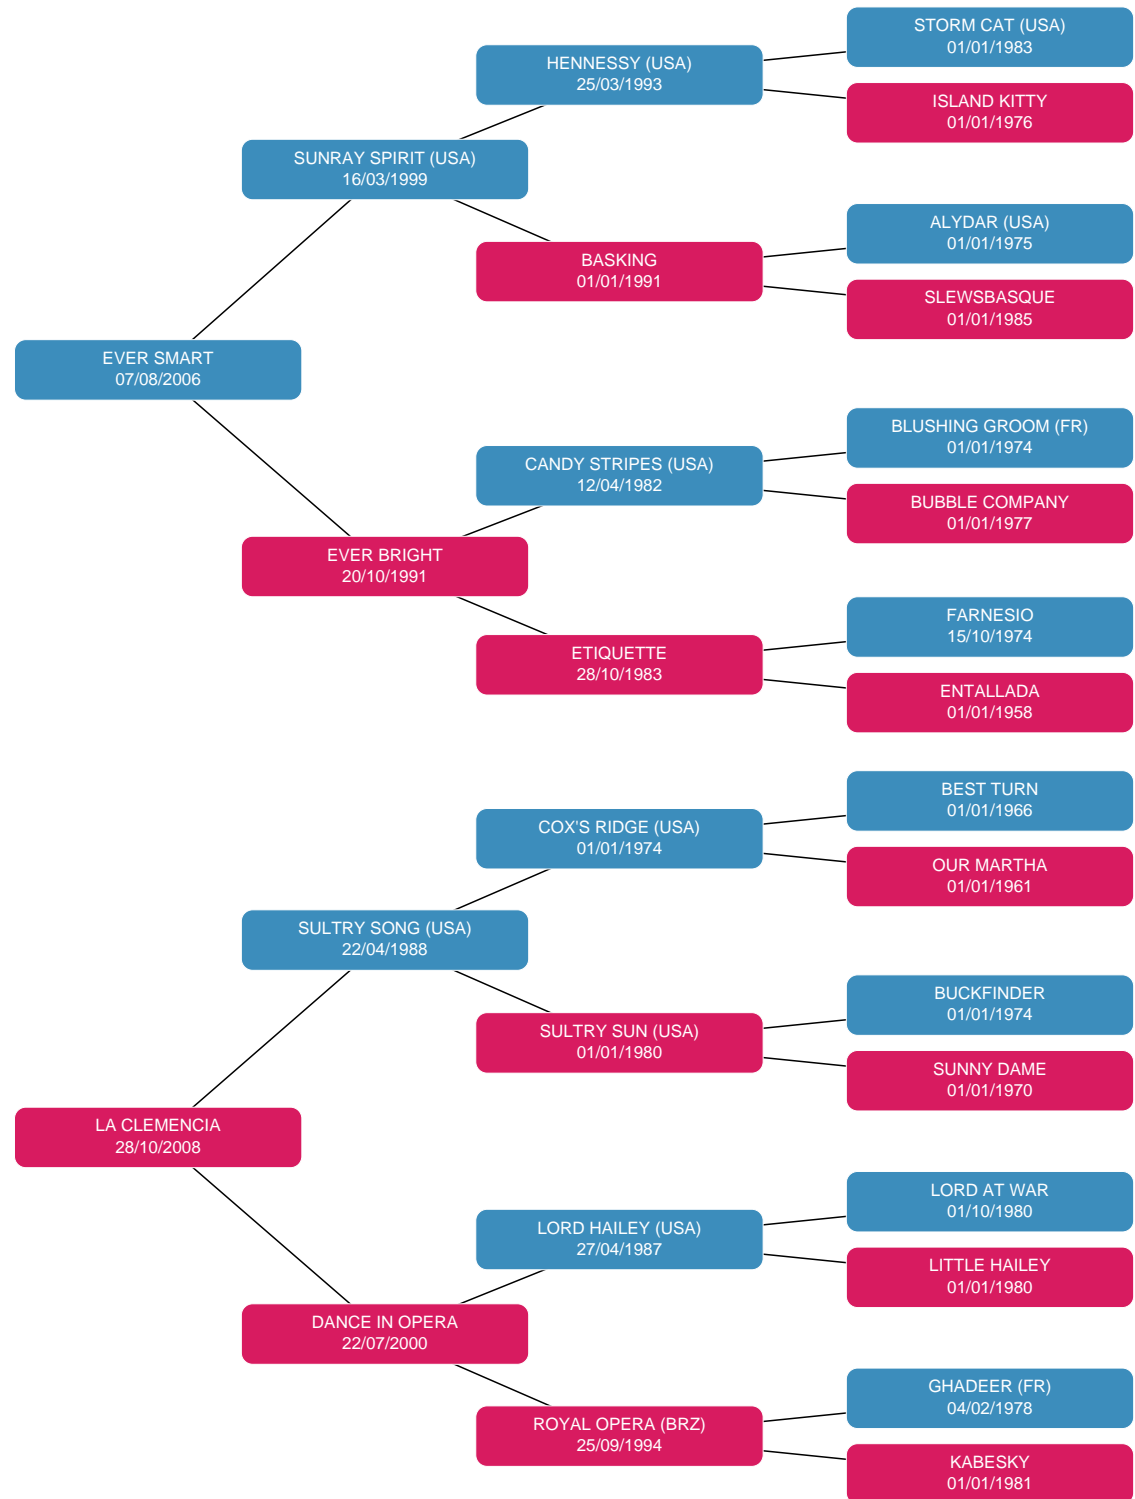 STORM CAT (USA)
01/01/1983
HENNESSY (USA)
25/03/1993
ISLAND KITTY
01/01/1976
SUNRAY SPIRIT (USA)
16/03/1999
ALYDAR (USA)
01/01/1975
BASKING
01/01/1991
SLEWSBASQUE
01/01/1985
EVER SMART
07/08/2006
BLUSHING GROOM (FR)
01/01/1974
CANDY STRIPES (USA)
12/04/1982
BUBBLE COMPANY
01/01/1977
EVER BRIGHT
20/10/1991
FARNESIO
15/10/1974
ETIQUETTE
28/10/1983
ENTALLADA
01/01/1958
BEST TURN
01/01/1966
COX'S RIDGE (USA)
01/01/1974
OUR MARTHA
01/01/1961
SULTRY SONG (USA)
22/04/1988
BUCKFINDER
01/01/1974
SULTRY SUN (USA)
01/01/1980
SUNNY DAME
01/01/1970
LA CLEMENCIA
28/10/2008
LORD AT WAR
01/10/1980
LORD HAILEY (USA)
27/04/1987
LITTLE HAILEY
01/01/1980
DANCE IN OPERA
22/07/2000
GHADEER (FR)
04/02/1978
ROYAL OPERA (BRZ)
25/09/1994
KABESKY
01/01/1981